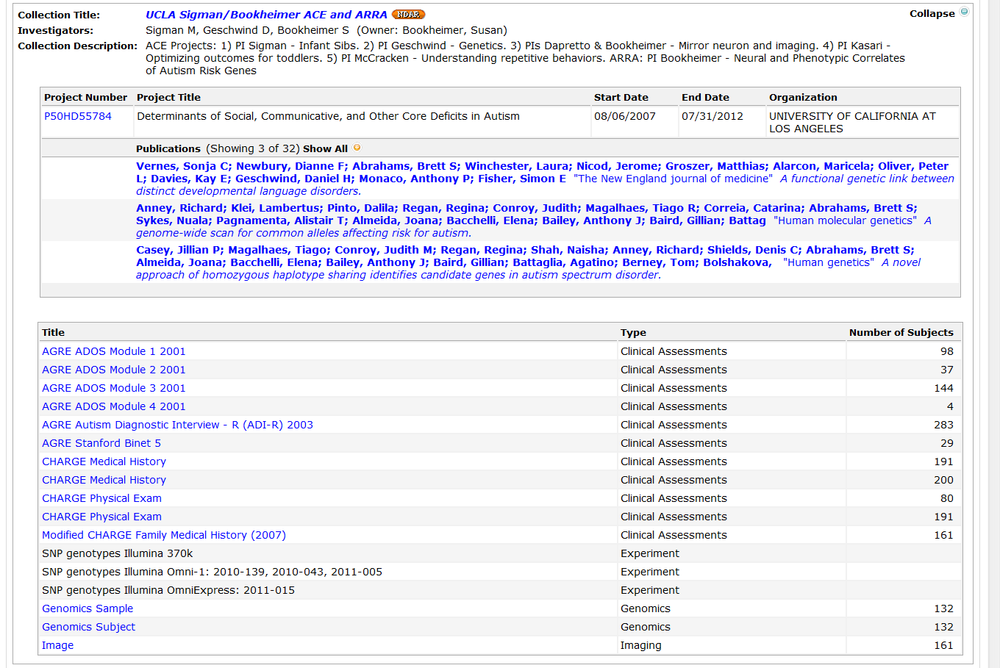 Collection Title: UCLA Sigman/Bookheimer ACE and ARRA NDAR Collapse
Investigators: Sigman M, Geschwind D, Bookheimer S (Owner: Bookheimer, Susan)
Collection Description: ACE Projects: 1) PI Sigman - Infant Sibs. 2) PI Geschwind - Genetics. 3) PIs Dapretto & Bookheimer - Mirror neuron and imaging. 4) PI Kasari -
Optimizing outcomes for toddlers. 5) PI McCracken - Understanding repetitive behaviors. ARRA: PI Bookheimer - Neural and Phenotypic Correlates
of Autism Risk Genes
Project Number Project Title Start Date End Date Organization
P50HD55784 Determinants of Social, Communicative, and Other Core Deficits in Autism 08/06/2007 07/31/2012 UNIVERSITY OF CALIFORNIA AT
LOS ANGELES
Publications (Showing 3 of 32) Show All
Vernes, Sonja C; Newbury, Dianne F; Abrahams, Brett S; Winchester, Laura; Nicod, Jerome; Groszer, Matthias; Alarcon, Maricela; Oliver, Peter
L; Davies, Kay E; Geschwind, Daniel H; Monaco, Anthony P; Fisher, Simon E "The New England journal of medicine" A functional genetic link between
distinct developmental language disorders.
Anney, Richard; Klei, Lambertus; Pinto, Dalila; Regan, Regina; Conroy, Judith; Magalhaes, Tiago R; Correia, Catarina; Abrahams, Brett S;
Sykes, Nuala; Pagnamenta, Alistair T; Almeida, Joana; Bacchelli, Elena; Bailey, Anthony J; Baird, Gillian; Battag "Human molecular genetics" A
genome-wide scan for common alleles affecting risk for autism.
Casey, Jillian P; Magalhaes, Tiago; Conroy, Judith M; Regan, Regina; Shah, Naisha; Anney, Richard; Shields, Denis C; Abrahams, Brett S;
Almeida, Joana; Bacchelli, Elena; Bailey, Anthony J; Baird, Gillian; Battaglia, Agatino; Berney, Tom; Bolshakova, "Human genetics" A novel
approach of homozygous haplotype sharing identifies candidate genes in autism spectrum disorder.
Title Type Number of Subjects
AGRE ADOS Module 1 2001 Clinical Assessments 98
AGRE ADOS Module 2 2001 Clinical Assessments 37
AGRE ADOS Module 3 2001 Clinical Assessments 144
AGRE ADOS Module 4 2001 Clinical Assessments 4
AGRE Autism Diagnostic Interview - R (ADI-R) 2003 Clinical Assessments 283
AGRE Stanford Binet 5 Clinical Assessments 29
CHARGE Medical History Clinical Assessments 191
CHARGE Medical History Clinical Assessments 200
CHARGE Physical Exam Clinical Assessments 80
CHARGE Physical Exam Clinical Assessments 191
Modified CHARGE Family Medical History (2007) Clinical Assessments 161
SNP genotypes Illumina 370k Experiment
SNP genotypes Illumina Omni-1: 2010-139, 2010-043, 2011-005 Experiment
SNP genotypes Illumina OmniExpress: 2011-015 Experiment
Genomics Sample Genomics 132
Genomics Subject Genomics 132
Image Imaging 161